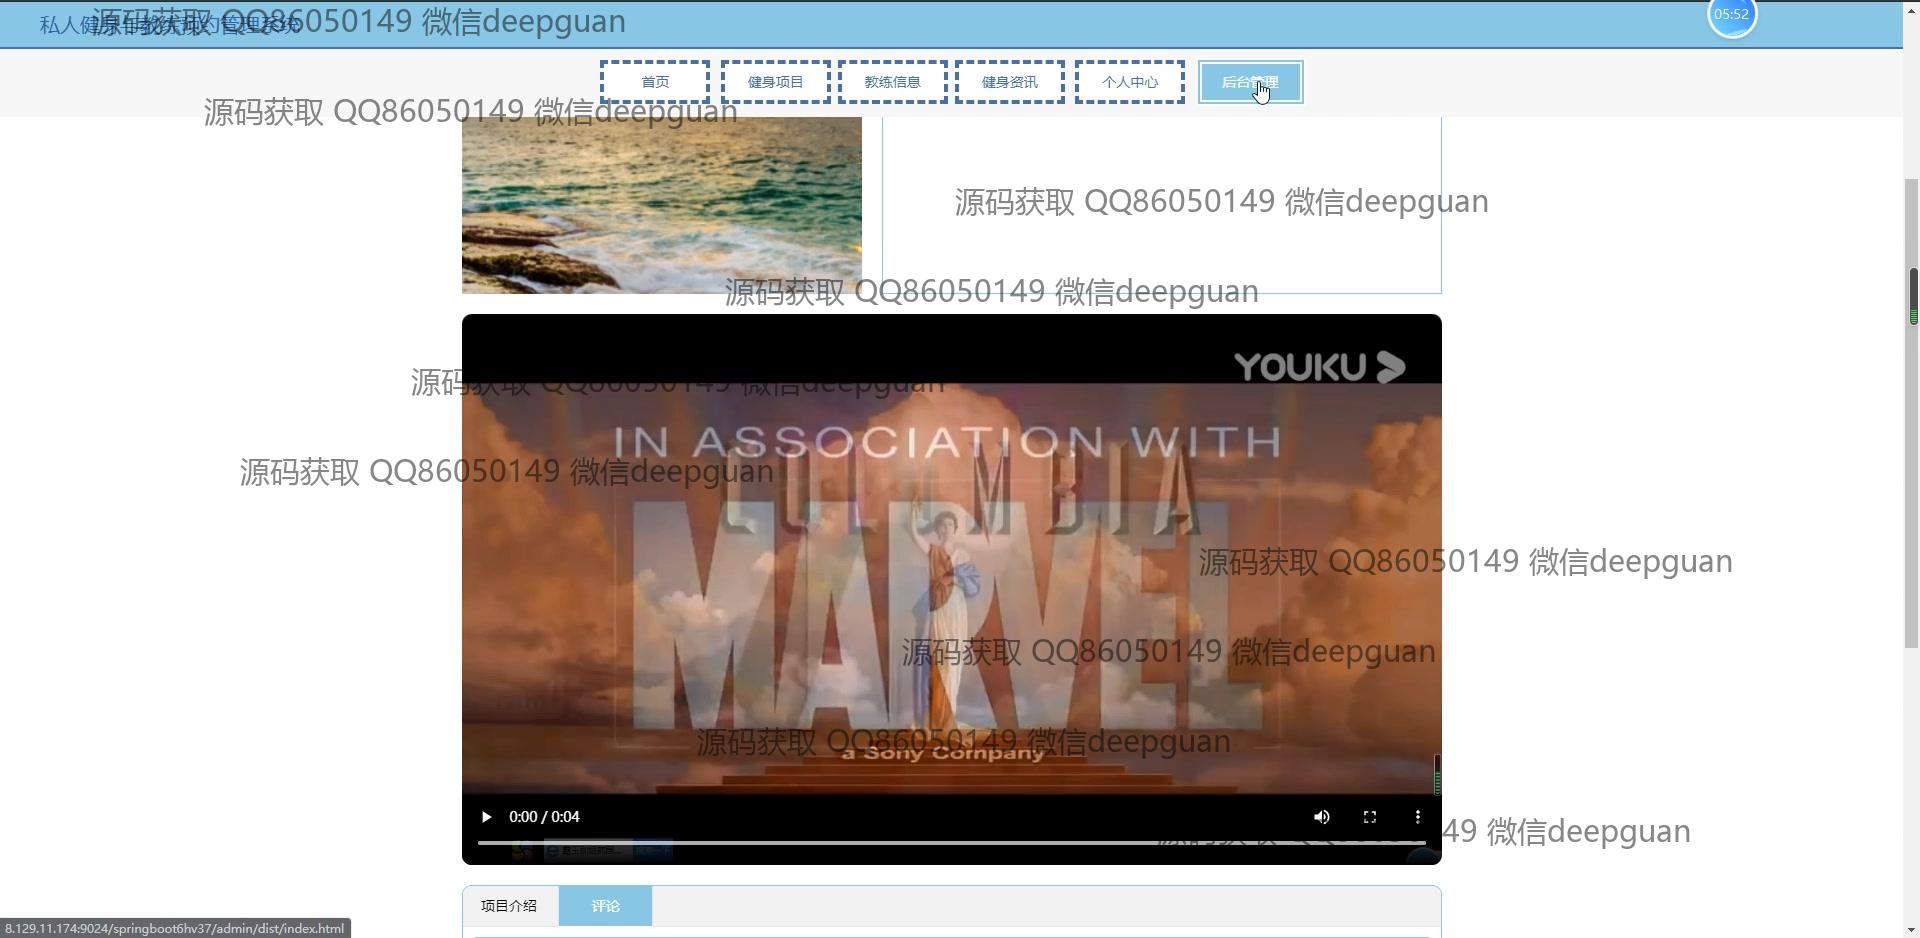 私人健身与教练预约管理系统
源码获取 QQ86050149 微信deepguan
05:52
首页 健身项目 教练信息 健身资讯 个人中心 后台管理
源码获取 QQ86050149 微信deepguan
源码获取 QQ86050149 微信deepguan
源码获取 QQ86050149 微信deepguan
YOUKU
源码获取 QQ86050149 微信deepguan
IN ASSOCIATION WITH
源码获取 QQ86050149 微信deepguan
COLUMBIA
MARVEL
源码获取 QQ86050149 微信deepguan
源码获取 QQ86050149 微信deepguan
源码获取 QQ86050149 微信deepguan
a Sony Company
0:00 / 0:04
源码获取 QQ86050149 微信deepguan
项目介绍 评论
8.129.11.174:9024/springboot6hv37/admin/dist/index.html